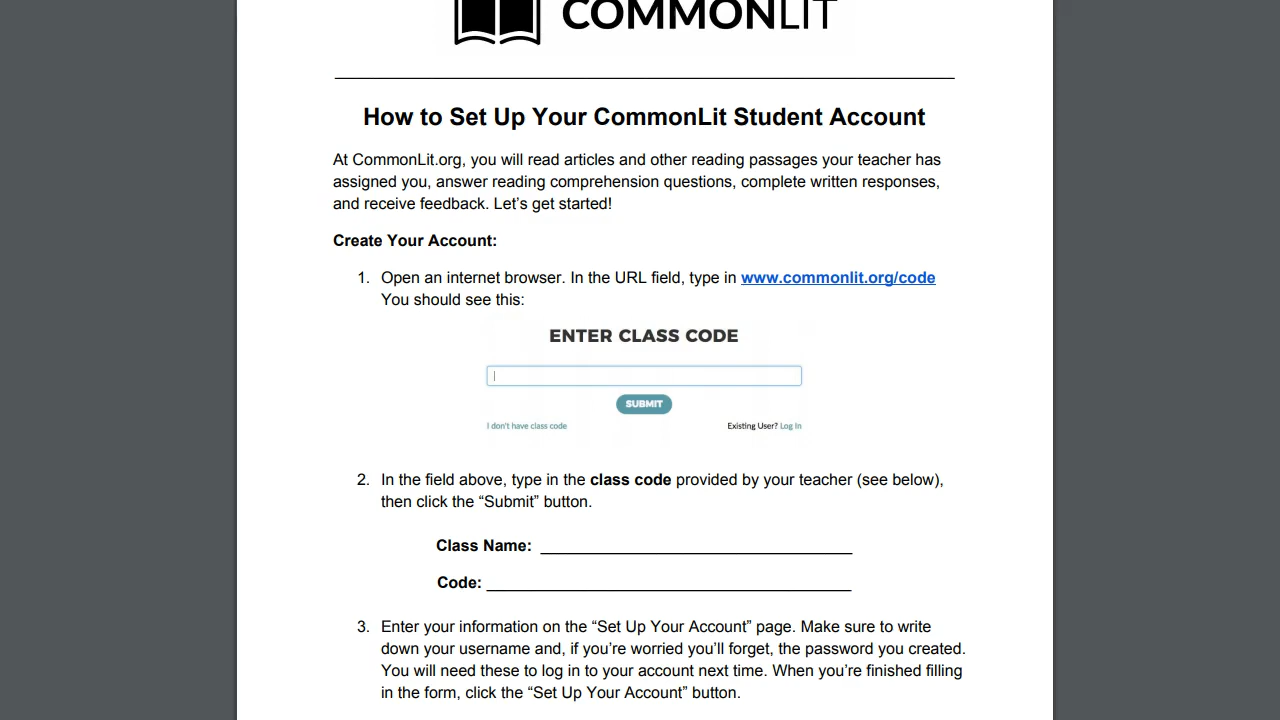 COMMONLIT
How to Set Up Your CommonLit Student Account
At CommonLit.org, you will read articles and other reading passages your teacher has
assigned you, answer reading comprehension questions, complete written responses,
and receive feedback. Let’s get started!
Create Your Account:
1. Open an internet browser. In the URL field, type in www.commonlit.org/code
You should see this:
ENTER CLASS CODE
SUBMIT
I don't have class code Existing User? Log In
2. In the field above, type in the class code provided by your teacher (see below),
then click the “Submit” button.
Class Name:
Code:
3. Enter your information on the “Set Up Your Account” page. Make sure to write
down your username and, if you’re worried you’ll forget, the password you created.
You will need these to log in to your account next time. When you’re finished filling
in the form, click the “Set Up Your Account” button.